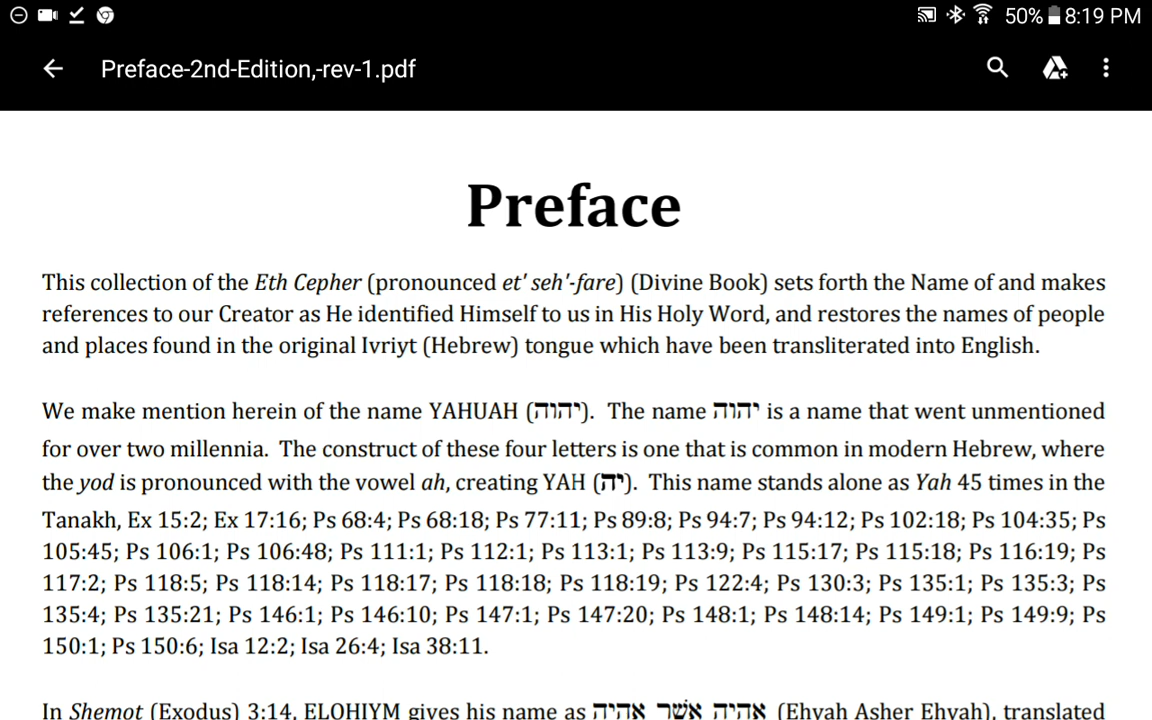 50% 8:19 PM
Preface-2nd-Edition,-rev-1.pdf
Preface
This collection of the Eth Cepher (pronounced et' seh'-fare) (Divine Book) sets forth the Name of and makes
references to our Creator as He identified Himself to us in His Holy Word, and restores the names of people
and places found in the original Ivriyt (Hebrew) tongue which have been transliterated into English.
We make mention herein of the name YAHUAH (יהוה). The name יהוה is a name that went unmentioned
for over two millennia. The construct of these four letters is one that is common in modern Hebrew, where
the yod is pronounced with the vowel ah, creating YAH (יה). This name stands alone as Yah 45 times in the
Tanakh, Ex 15:2; Ex 17:16; Ps 68:4; Ps 68:18; Ps 77:11; Ps 89:8; Ps 94:7; Ps 94:12; Ps 102:18; Ps 104:35; Ps
105:45; Ps 106:1; Ps 106:48; Ps 111:1; Ps 112:1; Ps 113:1; Ps 113:9; Ps 115:17; Ps 115:18; Ps 116:19; Ps
117:2; Ps 118:5; Ps 118:14; Ps 118:17; Ps 118:18; Ps 118:19; Ps 122:4; Ps 130:3; Ps 135:1; Ps 135:3; Ps
135:4; Ps 135:21; Ps 146:1; Ps 146:10; Ps 147:1; Ps 147:20; Ps 148:1; Ps 148:14; Ps 149:1; Ps 149:9; Ps
150:1; Ps 150:6; Isa 12:2; Isa 26:4; Isa 38:11.
In Shemot (Exodus) 3:14, ELOHIYM gives his name as אהיה אשר אהיה (Ehyah Asher Ehyah), translated